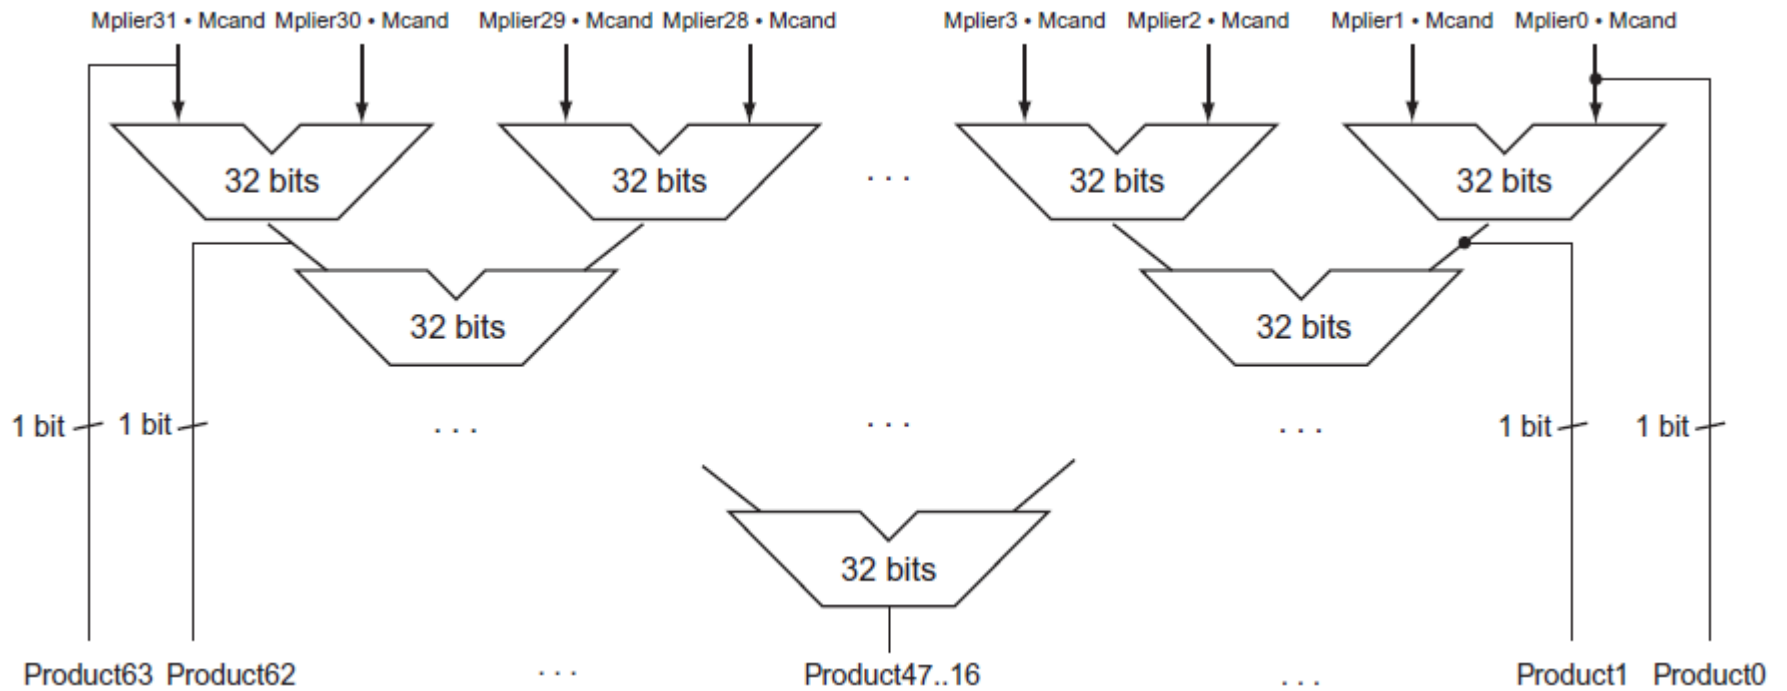 Mplier31 • Mcand Mplier30 • Mcand Mplier29 • Mcand Mplier28 • Mcand Mplier3 • Mcand Mplier2 • Mcand Mplier1 • Mcand Mplier0 • Mcand
32 bits 32 bits . . . 32 bits 32 bits
32 bits 32 bits
1 bit 1 bit . . . . . . . . . 1 bit 1 bit
32 bits
Product63 Product62 . . . Product47..16 . . . Product1 Product0